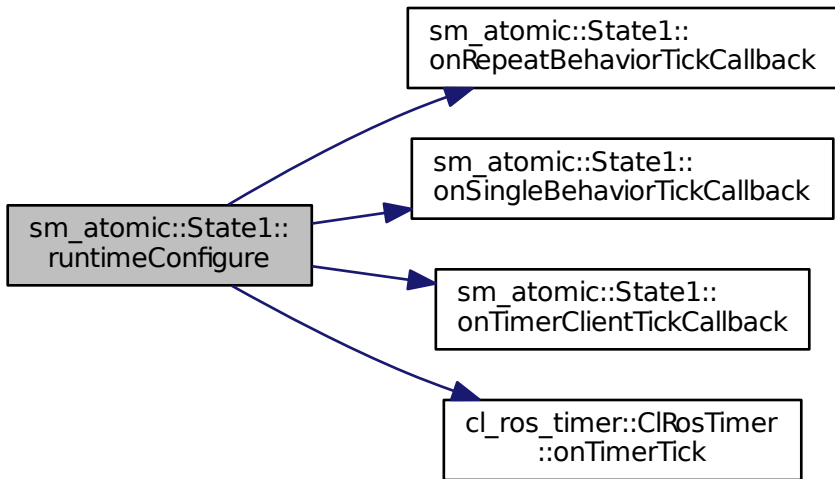 sm_atomic::State1::
onRepeatBehaviorTickCallback
sm_atomic::State1::
onSingleBehaviorTickCallback
sm_atomic::State1::
runtimeConfigure
sm_atomic::State1::
onTimerClientTickCallback
cl_ros_timer::ClRosTimer
::onTimerTick